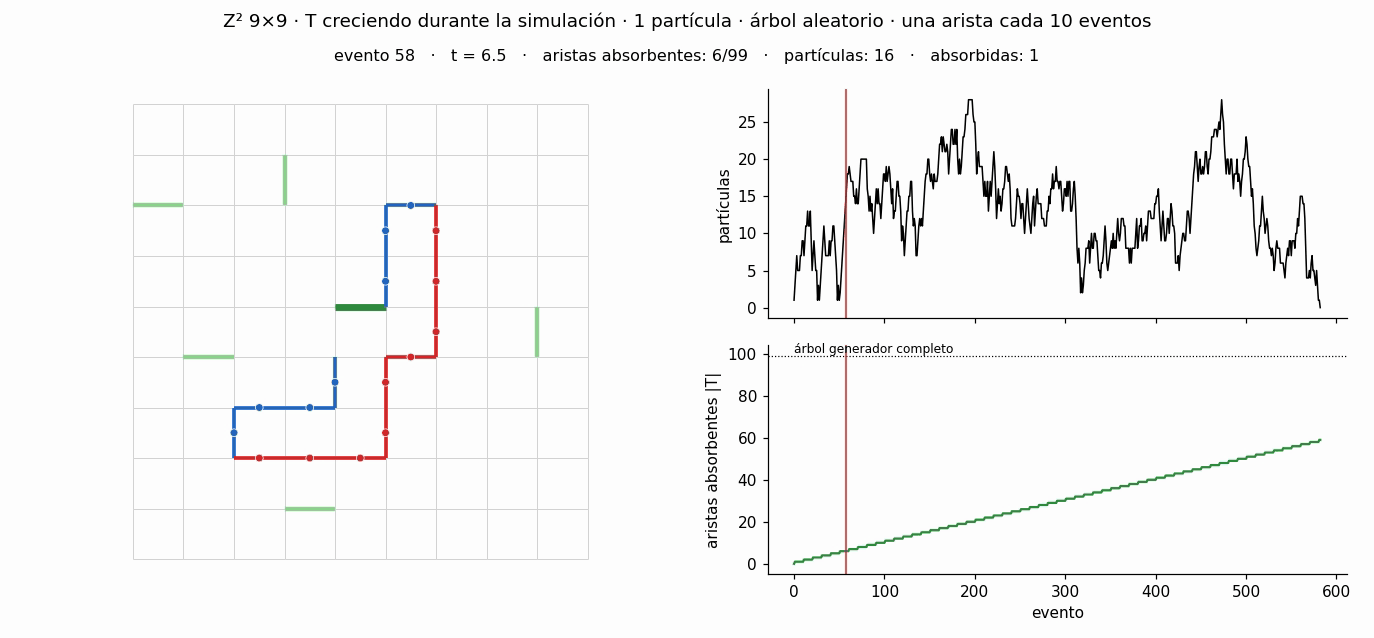 Z² 9×9 · T creciendo durante la simulación · 1 partícula · árbol aleatorio · una arista cada 10 eventos
evento 58 · t = 6.5 · aristas absorbentes: 6/99 · partículas: 16 · absorbidas: 1
25
20
15
10
5
0
partículas
árbol generador completo
100
80
60
40
20
0
aristas absorbentes |T|
0 100 200 300 400 500 600
evento